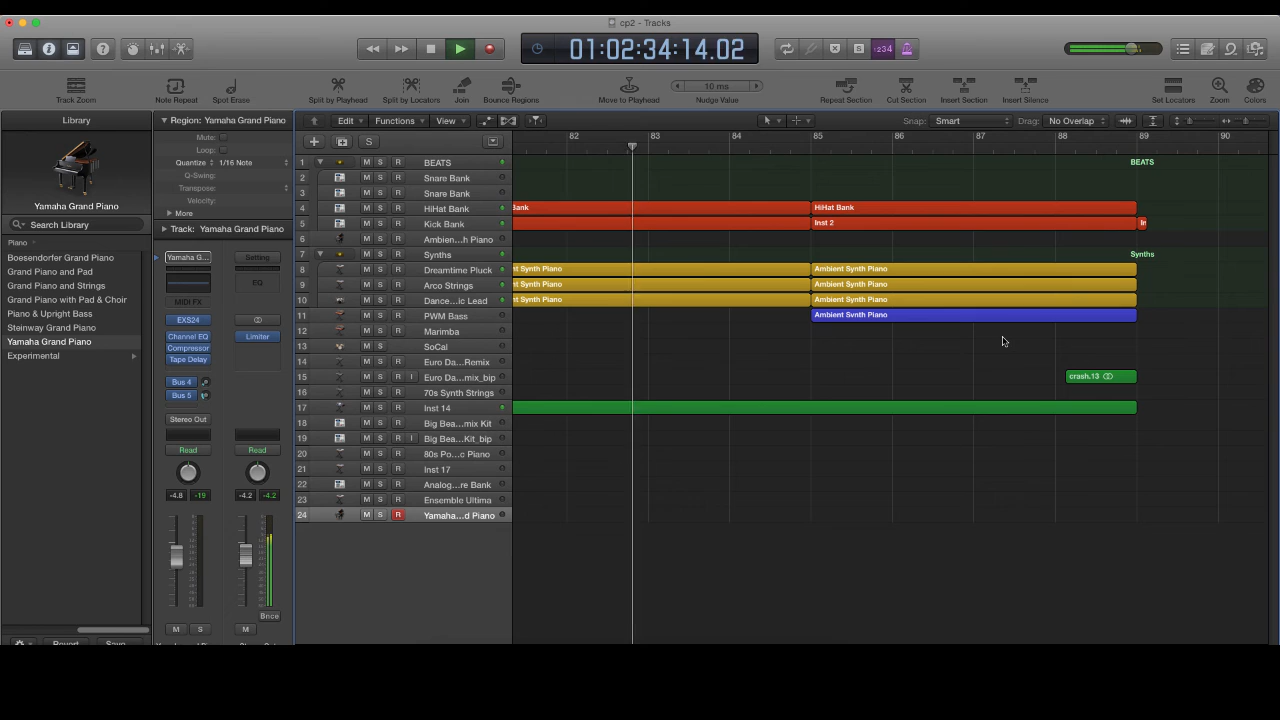 cp2 - Tracks
01:02:34:14.02
1234
Track Zoom
Note Repeat
Spot Erase
Split by Playhead
Split by Locators
Join
Bounce Regions
Move to Playhead
10 ms
Nudge Value
Repeat Section
Cut Section
Insert Section
Insert Silence
Set Locators
Zoom
Colors
Library
Region: Yamaha Grand Piano
Edit
Functions
View
Snap: Smart
Drag: No Overlap
Mute:
Loop:
Quantize 1/16 Note
Q-Swing:
Transpose:
Velocity:
More
Track: Yamaha Grand Piano
Yamaha Grand Piano
Search Library
Piano
Boesendorfer Grand Piano
Grand Piano and Pad
Grand Piano and Strings
Grand Piano with Pad & Choir
Piano & Upright Bass
Steinway Grand Piano
Yamaha Grand Piano
Experimental
Revert
Save...
Yamaha G...
Setting
EQ
MIDI FX
EXS24
Channel EQ
Compressor
Tape Delay
Limiter
Bus 4
Bus 5
Stereo Out
Read
Read
-4.8 -19
-4.2 -4.2
Bnce
M S
M
S
82 83 84 85 86 87 88 89 90
1 M S R BEATS
BEATS
2 M S R Snare Bank
3 M S R Snare Bank
4 M S R HiHat Bank
Bank
HiHat Bank
5 M S R Kick Bank
Inst 2
In
6 M S R Ambien...h Piano
7 M S R Synths
Synths
8 M S R Dreamtime Pluck
nt Synth Piano
Ambient Synth Piano
9 M S R Arco Strings
nt Synth Piano
Ambient Synth Piano
10 M S R Dance...ic Lead
nt Synth Piano
Ambient Synth Piano
11 M S R PWM Bass
Ambient Synth Piano
12 M S R Marimba
13 M S R SoCal
14 M S R Euro Da...Remix
15 M S R I Euro Da...mix_bip
crash.13
16 M S R 70s Synth Strings
17 M S R Inst 14
18 M S R Big Bea...mix Kit
19 M S R I Big Bea...Kit_bip
20 M S R 80s Po...c Piano
21 M S R Inst 17
22 M S R Analog...re Bank
23 M S R Ensemble Ultima
24 M S R Yamaha...d Piano